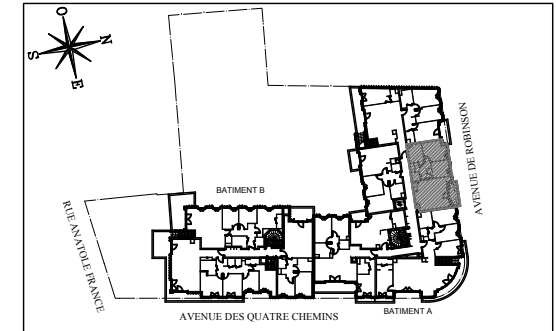 O
N
S
E
AVENUE DE ROBINSON
BATIMENT B
RUE ANATOLE FRANCE
AVENUE DES QUATRE CHEMINS
BATIMENT A